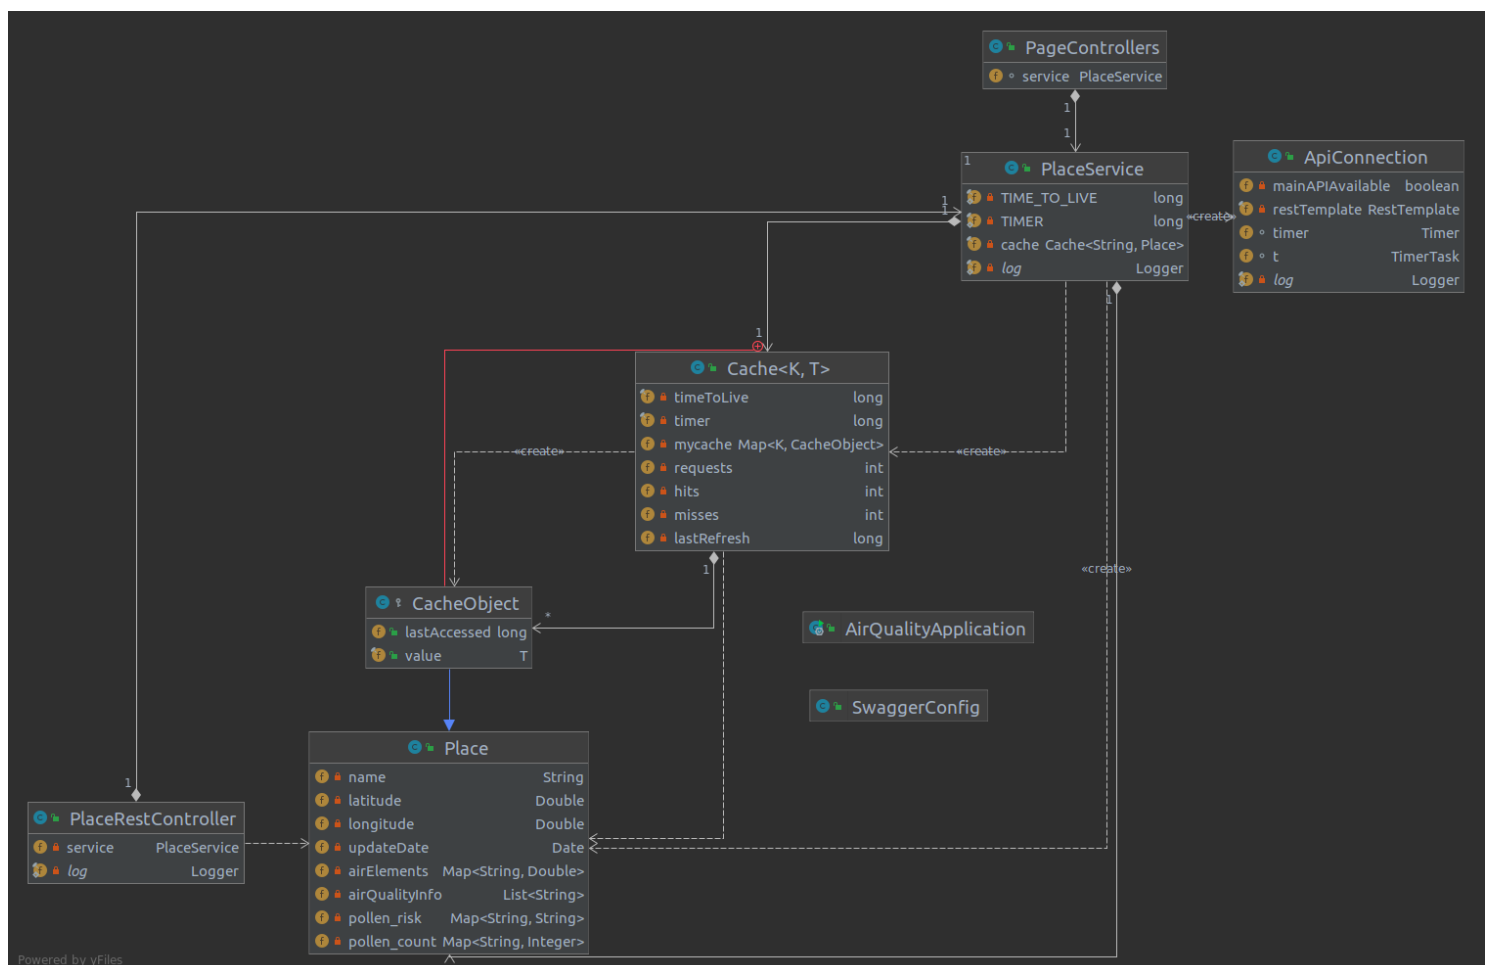 PageControllers
service PlaceService
1
1
1
PlaceService
TIME_TO_LIVE long
TIMER long
cache Cache<String, Place>
log Logger
«create»
ApiConnection
mainAPIAvailable boolean
restTemplate RestTemplate
timer Timer
t TimerTask
log Logger
1
1
1
1
Cache<K, T>
timeToLive long
timer long
mycache Map<K, CacheObject>
requests int
hits int
misses int
lastRefresh long
«create»
«create»
1
*
«create»
CacheObject
lastAccessed long
value T
AirQualityApplication
SwaggerConfig
Place
name String
latitude Double
longitude Double
updateDate Date
airElements Map<String, Double>
airQualityInfo List<String>
pollen_risk Map<String, String>
pollen_count Map<String, Integer>
1
PlaceRestController
service PlaceService
log Logger
Powered by yFiles